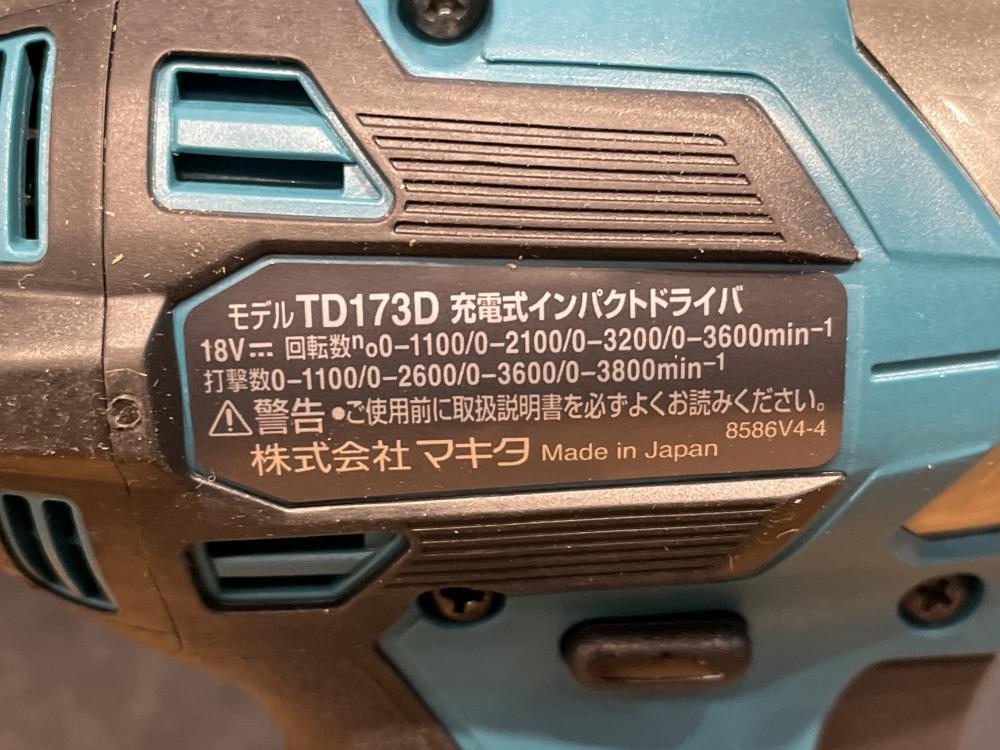 モデル TD173D 充電式インパクトドライバ
18V⎓ 回転数n₀0-1100/0-2100/0-3200/0-3600min⁻¹
打撃数0-1100/0-2600/0-3600/0-3800min⁻¹
⚠警告 ●ご使用前に取扱説明書を必ずよくお読みください。
8586V4-4
株式会社 マキタ Made in Japan